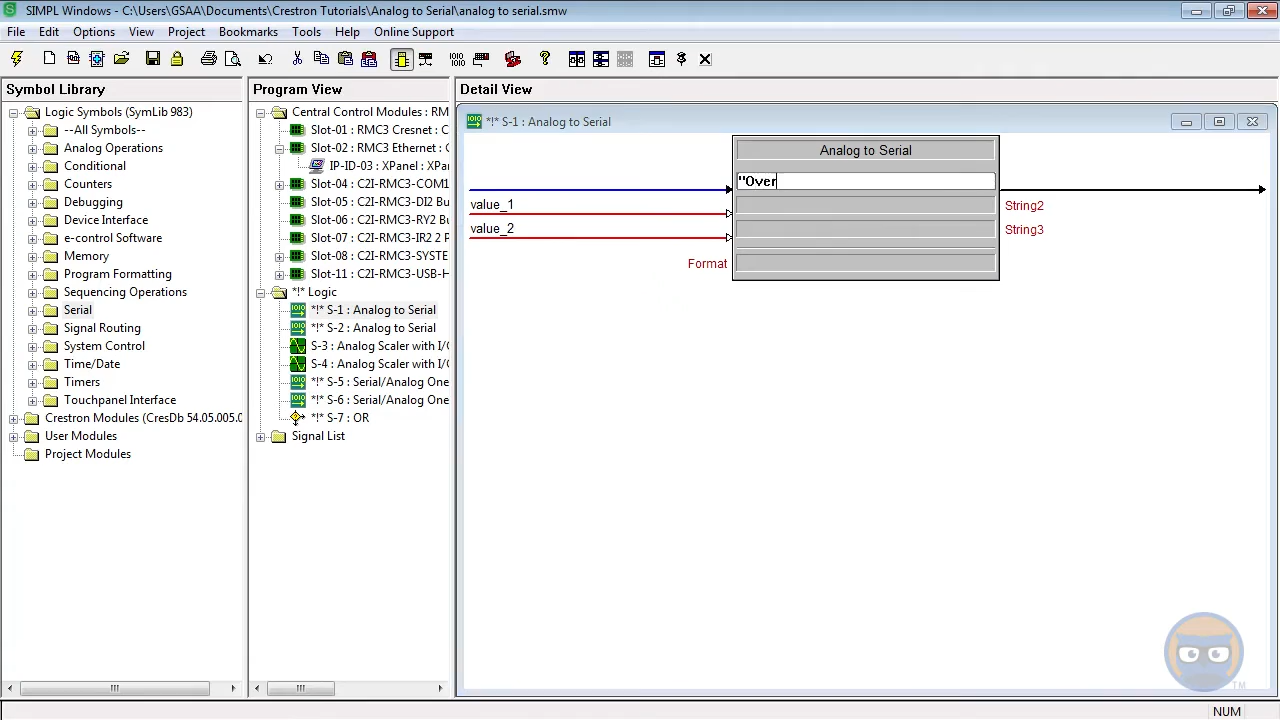 SIMPL Windows - C:\Users\GSAA\Documents\Crestron Tutorials\Analog to Serial\analog to serial.smw
File Edit Options View Project Bookmarks Tools Help Online Support
Symbol Library
Logic Symbols (SymLib 983)
--All Symbols--
Analog Operations
Conditional
Counters
Debugging
Device Interface
e-control Software
Memory
Program Formatting
Sequencing Operations
Serial
Signal Routing
System Control
Time/Date
Timers
Touchpanel Interface
Crestron Modules (CresDb 54.05.005.0
User Modules
Project Modules
Program View
Central Control Modules : RM
Slot-01 : RMC3 Cresnet : C
Slot-02 : RMC3 Ethernet : C
IP-ID-03 : XPanel : XPa
Slot-04 : C2I-RMC3-COM1
Slot-05 : C2I-RMC3-DI2 Bu
Slot-06 : C2I-RMC3-RY2 Bu
Slot-07 : C2I-RMC3-IR2 2 P
Slot-08 : C2I-RMC3-SYSTE
Slot-11 : C2I-RMC3-USB-H
*!* Logic
*!* S-1 : Analog to Serial
*!* S-2 : Analog to Serial
S-3 : Analog Scaler with I/O
S-4 : Analog Scaler with I/O
*!* S-5 : Serial/Analog One
*!* S-6 : Serial/Analog One
*!* S-7 : OR
Signal List
Detail View
*!* S-1 : Analog to Serial
Analog to Serial
"Over
value_1
String2
value_2
String3
Format
TM
NUM